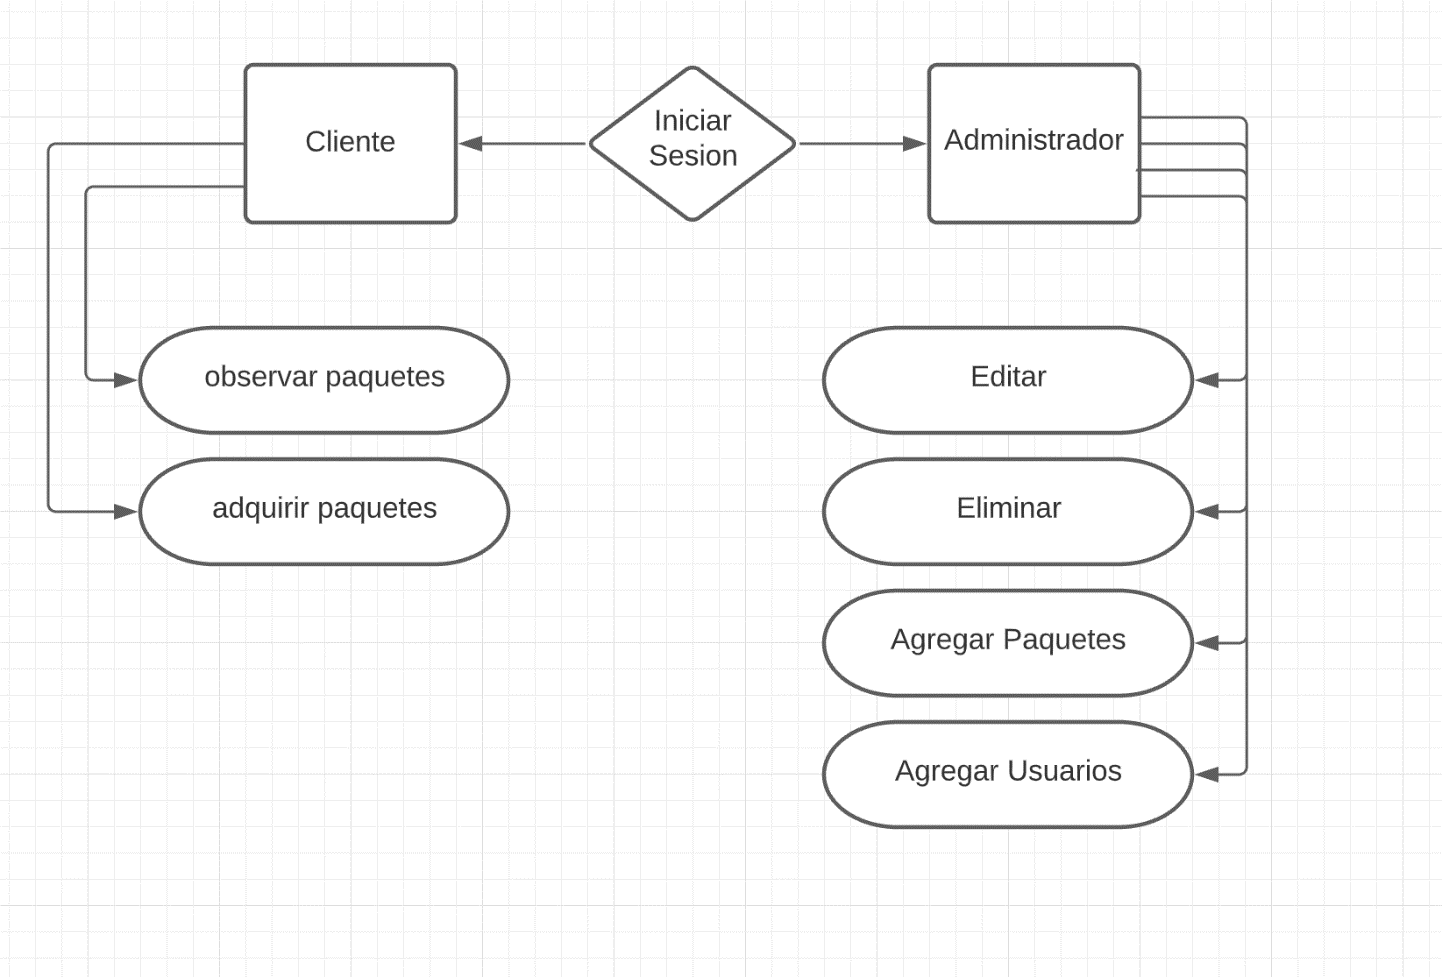 Cliente
Iniciar
Sesion
Administrador
observar paquetes
adquirir paquetes
Editar
Eliminar
Agregar Paquetes
Agregar Usuarios